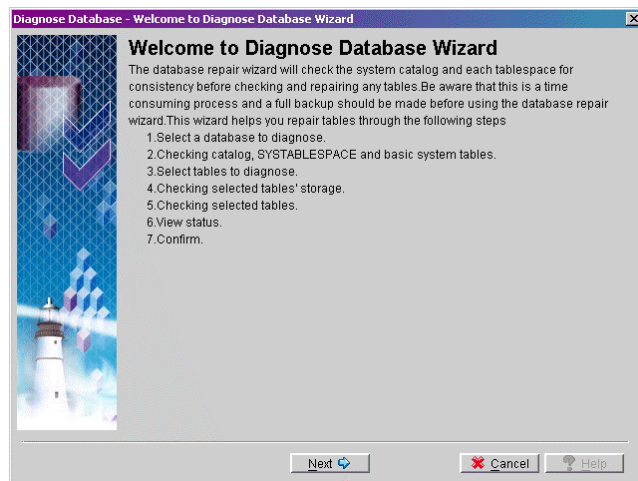 Diagnose Database - Welcome to Diagnose Database Wizard
Welcome to Diagnose Database Wizard
The database repair wizard will check the system catalog and each tablespace for
consistency before checking and repairing any tables.Be aware that this is a time
consuming process and a full backup should be made before using the database repair
wizard.This wizard helps you repair tables through the following steps
1.Select a database to diagnose.
2.Checking catalog, SYSTABLESPACE and basic system tables.
3.Select tables to diagnose.
4.Checking selected tables' storage.
5.Checking selected tables.
6.View status.
7.Confirm.
Next
Cancel
Help